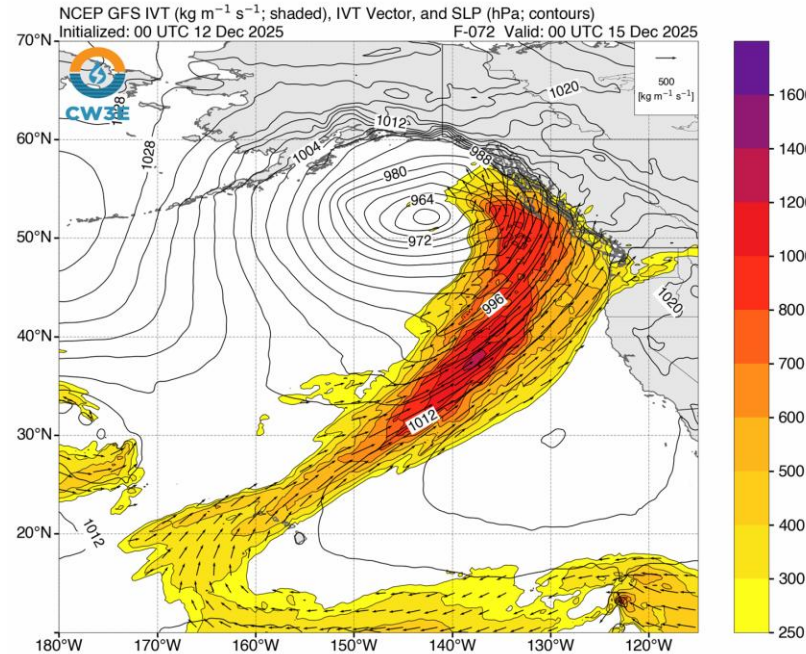 NCEP GFS IVT (kg m⁻¹ s⁻¹; shaded), IVT Vector, and SLP (hPa; contours)
Initialized: 00 UTC 12 Dec 2025 F-072 Valid: 00 UTC 15 Dec 2025
70°N
CW3E
500
[kg m⁻¹ s⁻¹]
1028
1028
1020
1012
60°N
1004
988
980
964
50°N
972
996
1020
40°N
1012
30°N
20°N
1012
180°W
170°W
160°W
150°W
140°W
130°W
120°W
1600
1400
1200
1000
800
700
600
500
400
300
250